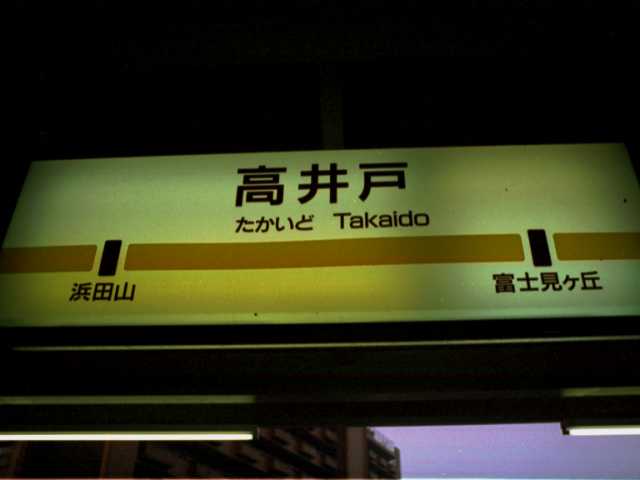 高井戸
たかいど Takaido
浜田山
富士見ヶ丘